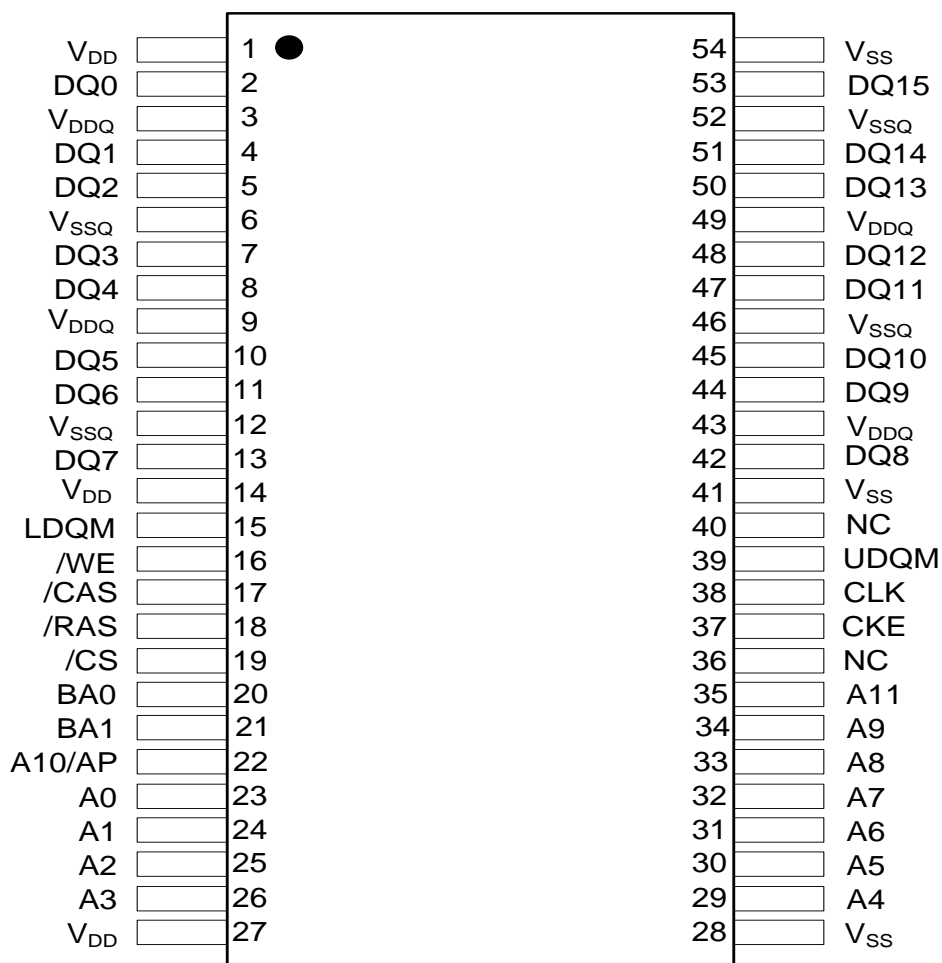 VDD 1 54 VSS
DQ0 2 53 DQ15
VDDQ 3 52 VSSQ
DQ1 4 51 DQ14
DQ2 5 50 DQ13
VSSQ 6 49 VDDQ
DQ3 7 48 DQ12
DQ4 8 47 DQ11
VDDQ 9 46 VSSQ
DQ5 10 45 DQ10
DQ6 11 44 DQ9
VSSQ 12 43 VDDQ
DQ7 13 42 DQ8
VDD 14 41 VSS
LDQM 15 40 NC
/WE 16 39 UDQM
/CAS 17 38 CLK
/RAS 18 37 CKE
/CS 19 36 NC
BA0 20 35 A11
BA1 21 34 A9
A10/AP 22 33 A8
A0 23 32 A7
A1 24 31 A6
A2 25 30 A5
A3 26 29 A4
VDD 27 28 VSS